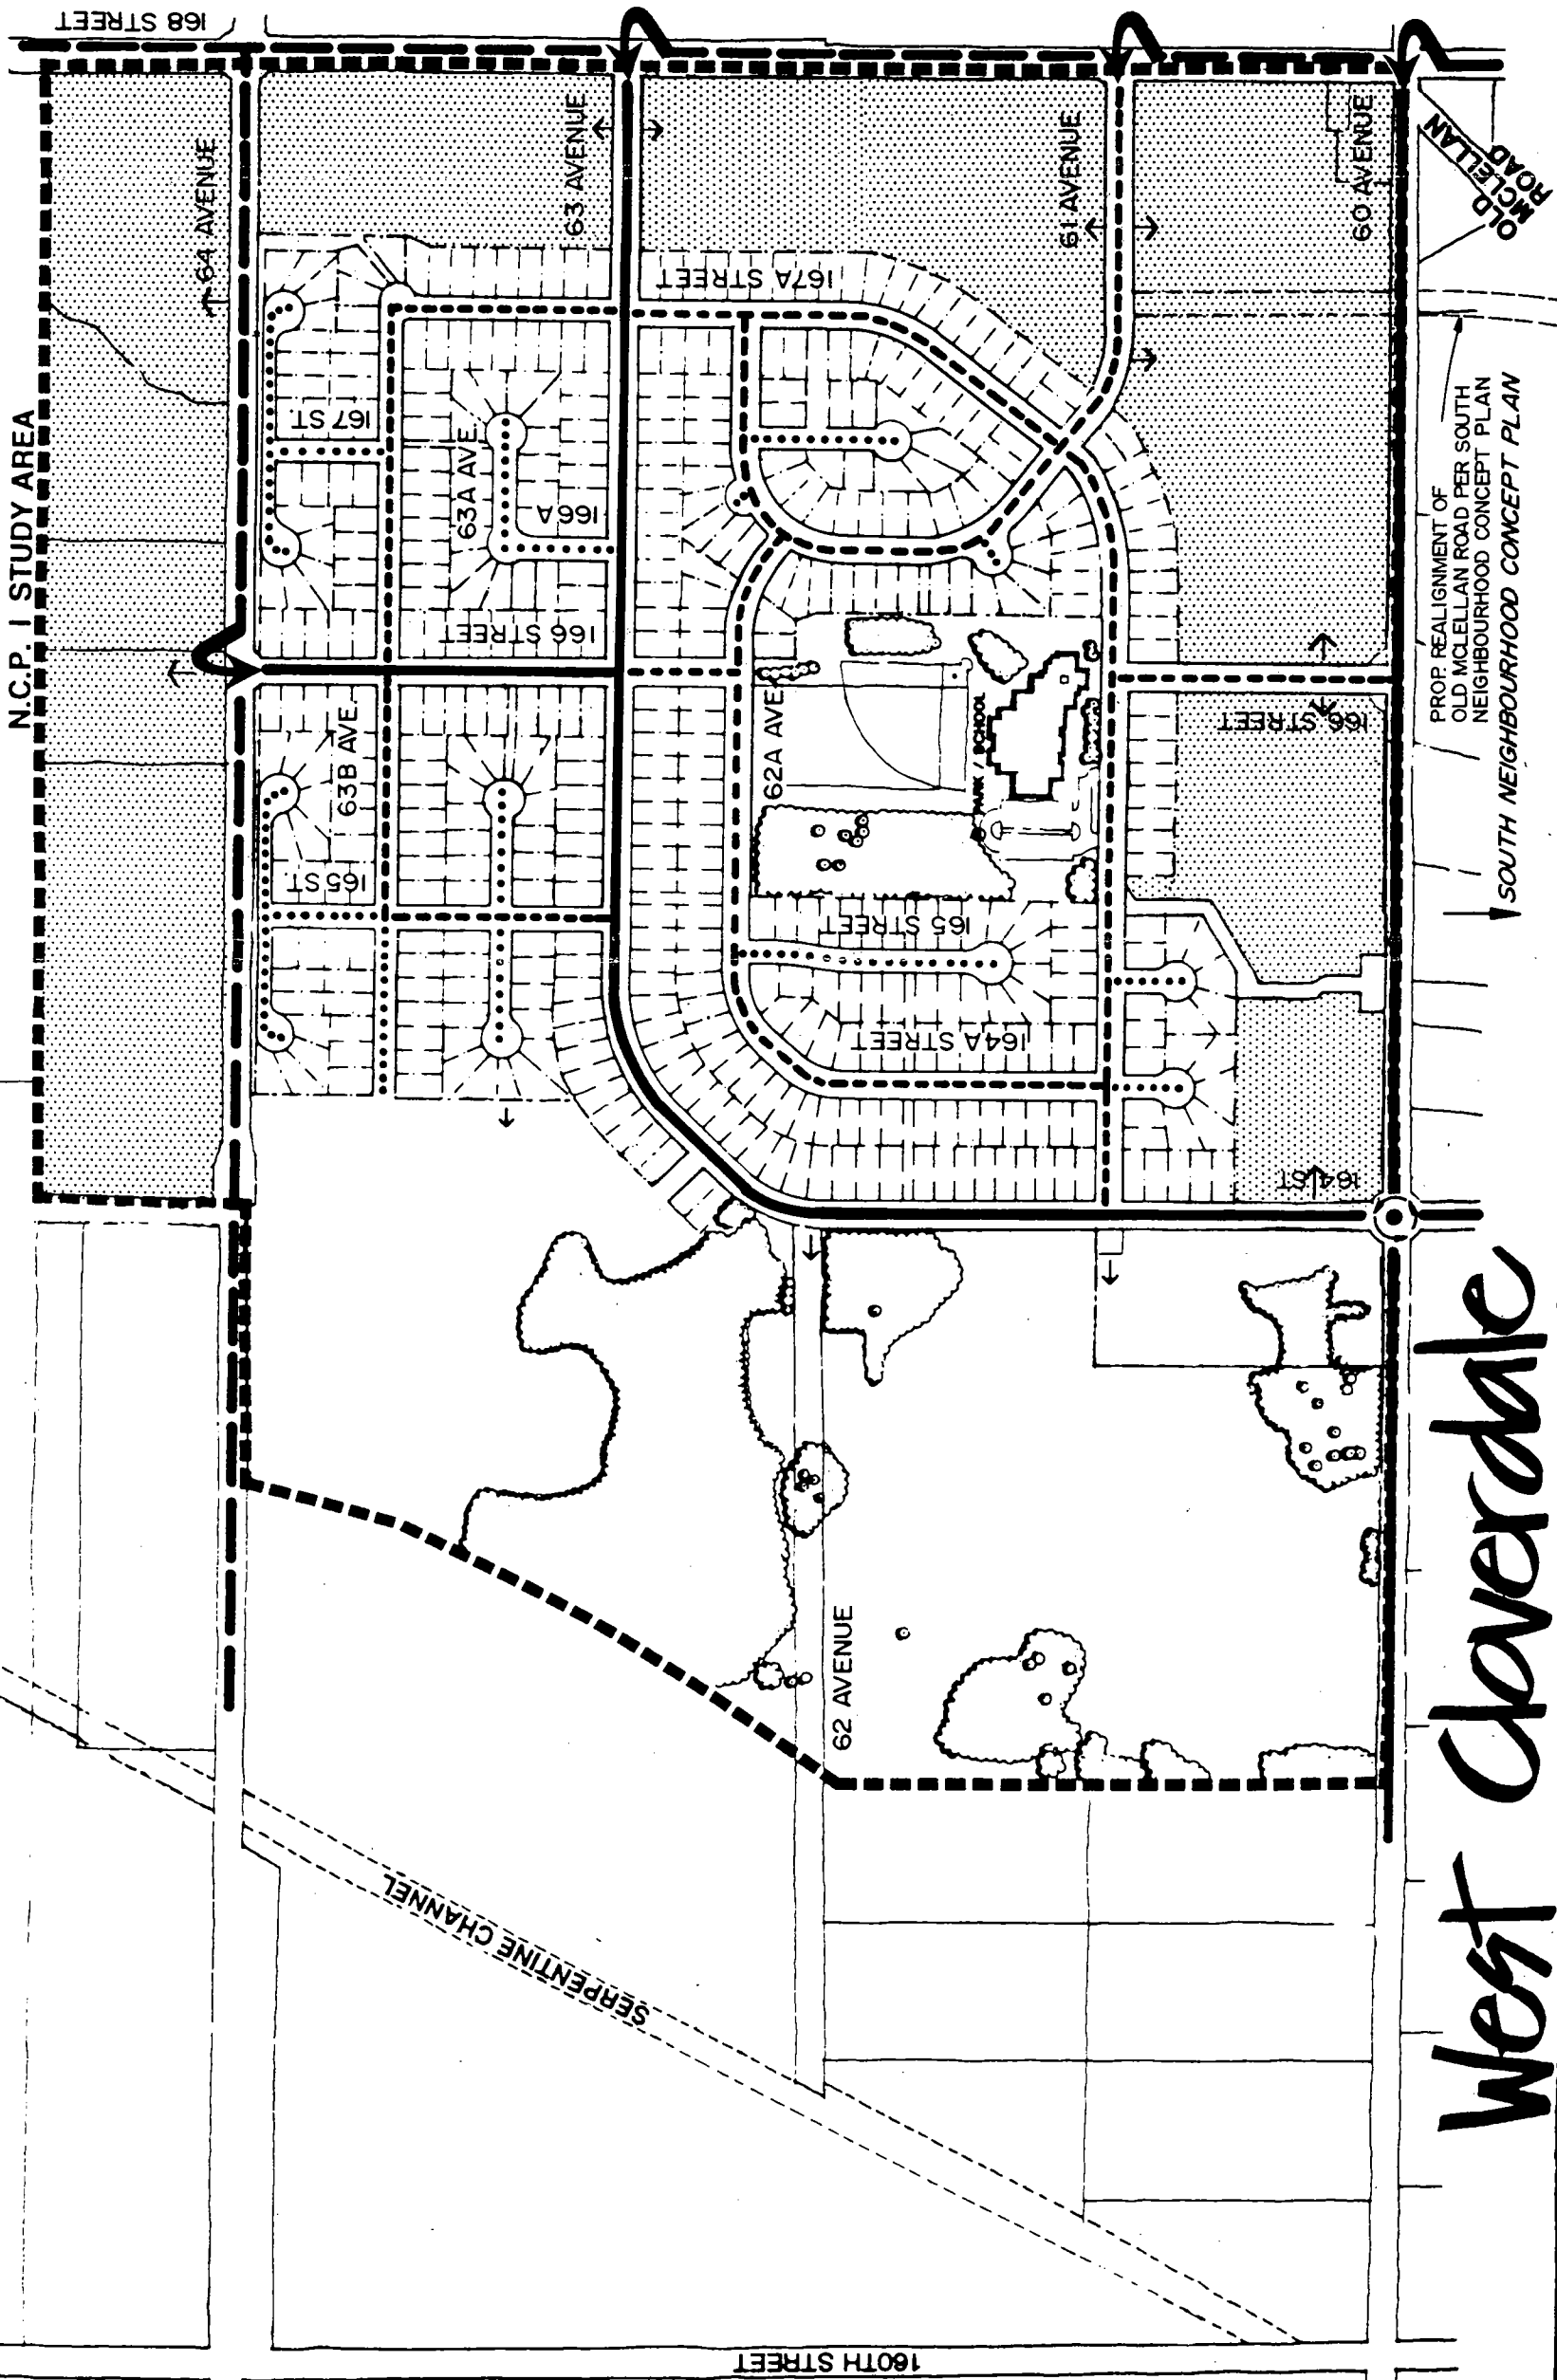 N.C.P. I STUDY AREA
168 STREET
64 AVENUE
63 AVENUE
61 AVENUE
60 AVENUE
OLD
MCLELLAN
ROAD
167A STREET
167 ST.
63A AVE.
166A
166 STREET
63B AVE.
165 ST
62A AVE.
PARK / SCHOOL
165 STREET
164A STREET
166 STREET
164 ST
PROP. REALIGNMENT OF
OLD MCLELLAN ROAD PER SOUTH
NEIGHBOURHOOD CONCEPT PLAN
SOUTH NEIGHBOURHOOD CONCEPT PLAN
62 AVENUE
SERPENTINE CHANNEL
160TH STREET
West Cloverdale